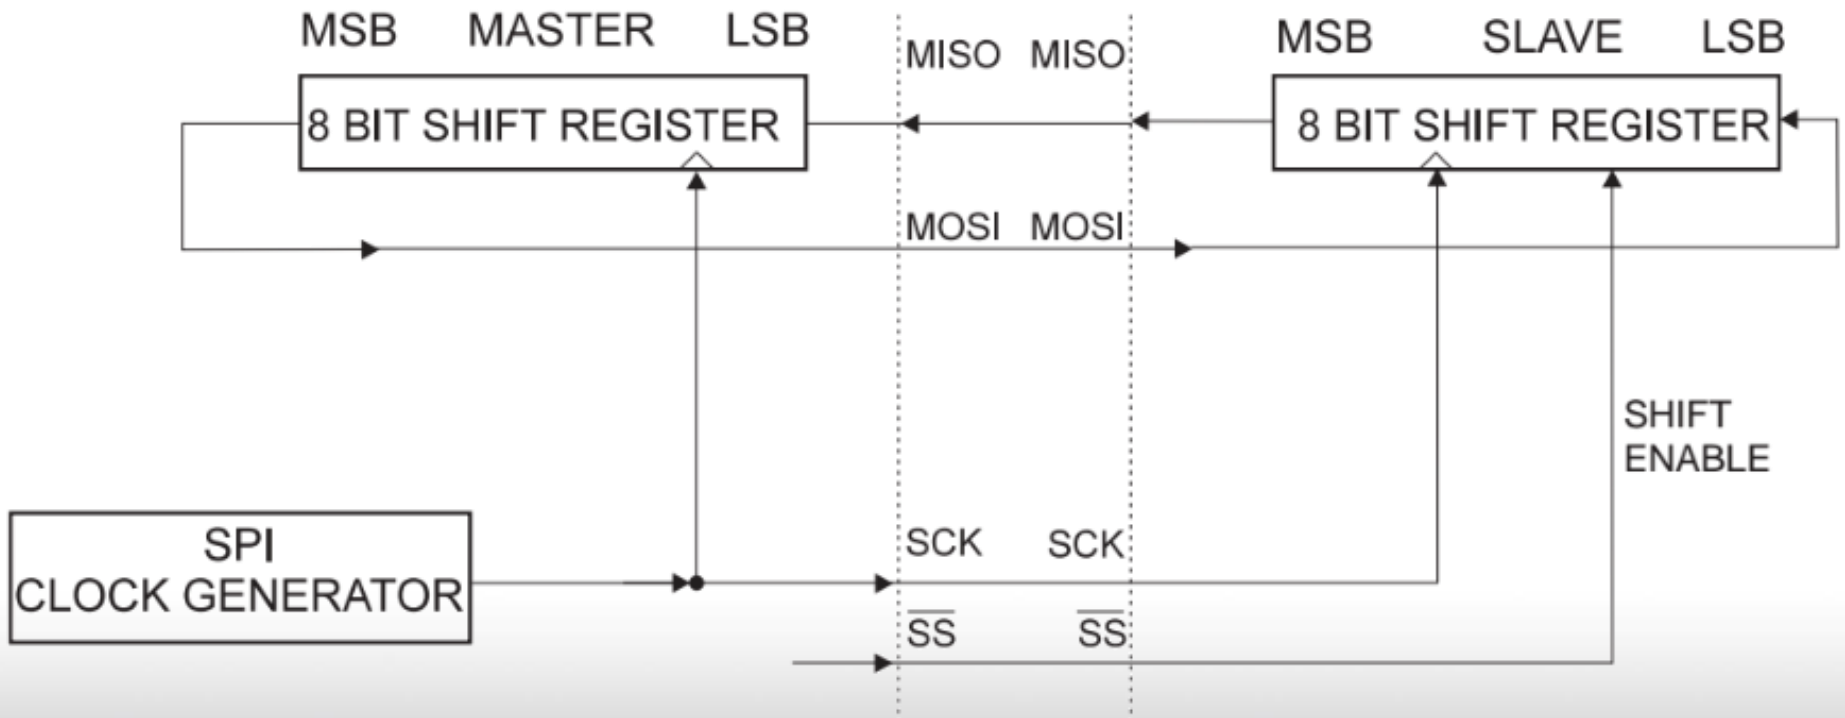 MSB MASTER LSB
MISO MISO
MSB SLAVE LSB
8 BIT SHIFT REGISTER
8 BIT SHIFT REGISTER
MOSI MOSI
SHIFT
ENABLE
SPI
CLOCK GENERATOR
SCK SCK
SS SS